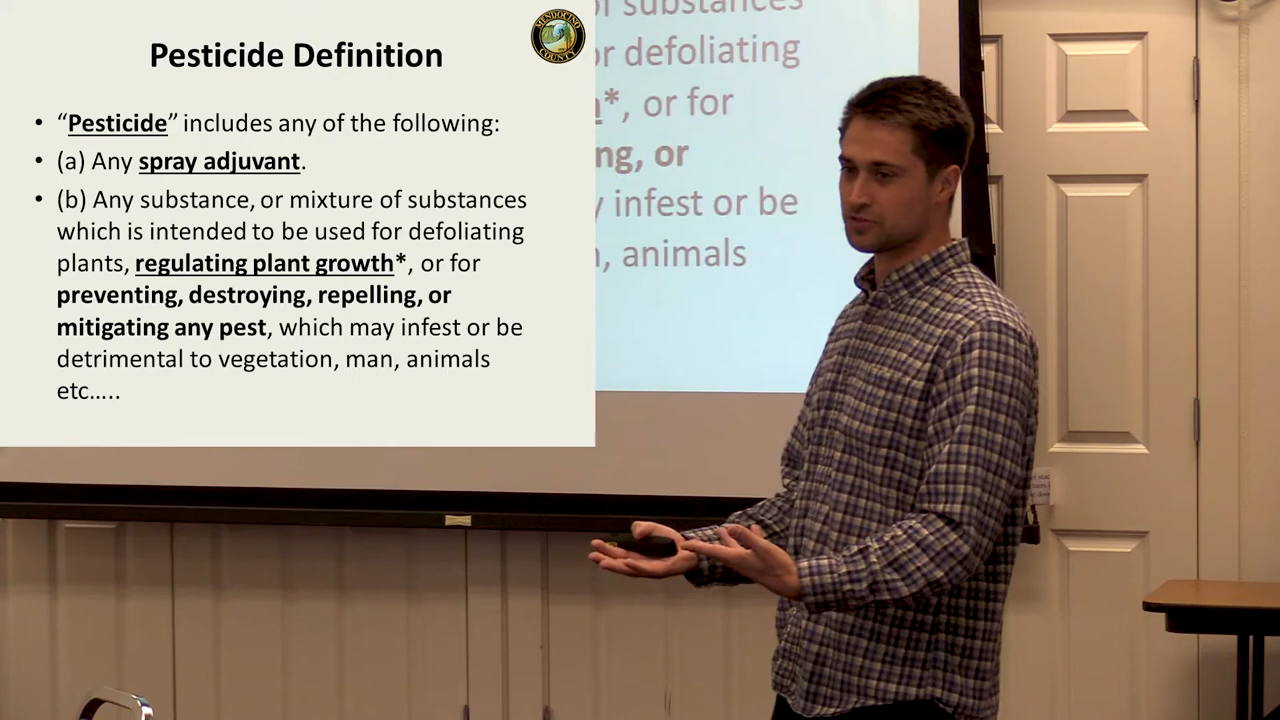 Pesticide Definition
MENDOCINO
COUNTY
• “Pesticide” includes any of the following:
• (a) Any spray adjuvant.
• (b) Any substance, or mixture of substances
which is intended to be used for defoliating
plants, regulating plant growth*, or for
preventing, destroying, repelling, or
mitigating any pest, which may infest or be
detrimental to vegetation, man, animals
etc.....
of substances
or defoliating
h*, or for
ng, or
y infest or be
n, animals